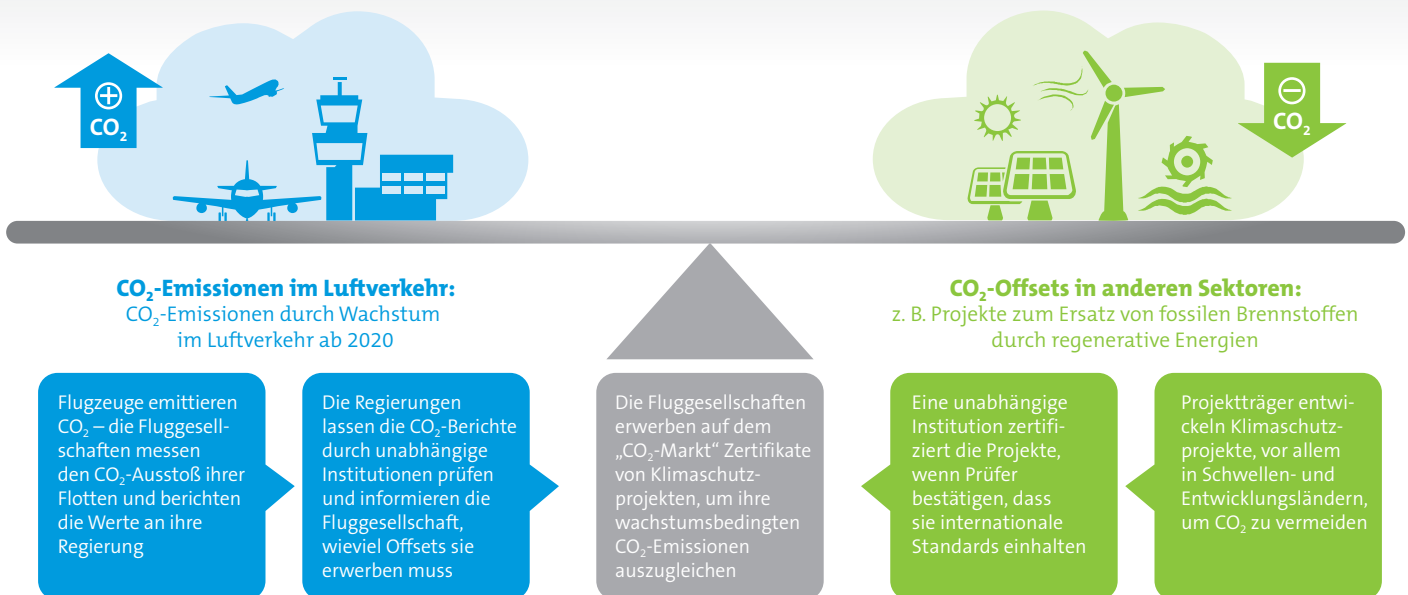 CO₂
CO₂
CO₂-Emissionen im Luftverkehr:
CO₂-Emissionen durch Wachstum
im Luftverkehr ab 2020
CO₂-Offsets in anderen Sektoren:
z. B. Projekte zum Ersatz von fossilen Brennstoffen
durch regenerative Energien
Flugzeuge emittieren
CO₂ – die Fluggesell-
schaften messen
den CO₂-Ausstoß ihrer
Flotten und berichten
die Werte an ihre
Regierung
Die Regierungen
lassen die CO₂-Berichte
durch unabhängige
Institutionen prüfen
und informieren die
Fluggesellschaft,
wieviel Offsets sie
erwerben muss
Die Fluggesellschaften
erwerben auf dem
„CO₂-Markt“ Zertifikate
von Klimaschutz-
projekten, um ihre
wachstumsbedingten
CO₂-Emissionen
auszugleichen
Eine unabhängige
Institution zertifi-
ziert die Projekte,
wenn Prüfer
bestätigen, dass
sie internationale
Standards einhalten
Projektträger entwi-
ckeln Klimaschutz-
projekte, vor allem
in Schwellen- und
Entwicklungsländern,
um CO₂ zu vermeiden